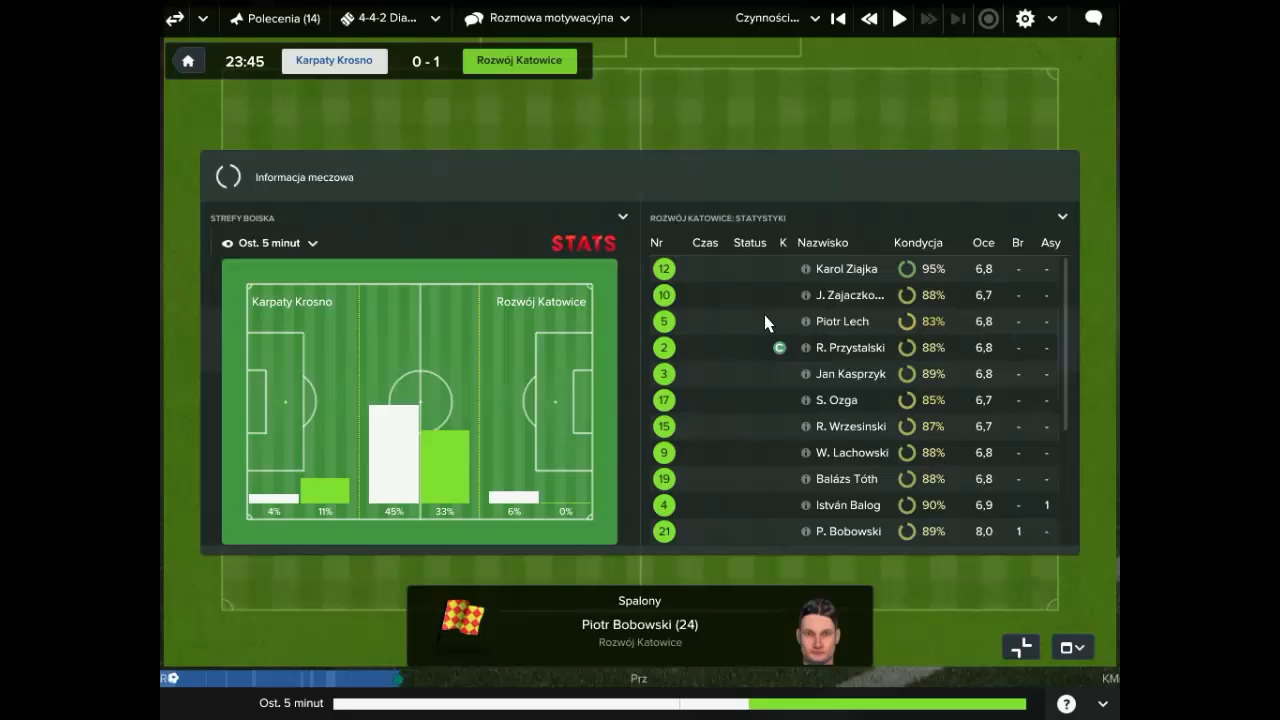 Polecenia (14) 4-4-2 Dia... Rozmowa motywacyjna Czynności...
23:45 Karpaty Krosno 0 - 1 Rozwój Katowice
Informacja meczowa
STREFY BOISKA
Ost. 5 minut STATS
Karpaty Krosno Rozwój Katowice
4% 11% 45% 33% 6% 0%
ROZWÓJ KATOWICE: STATYSTYKI
Nr Czas Status K Nazwisko Kondycja Oce Br Asy
12 Karol Ziajka 95% 6,8 - -
10 J. Zajaczko... 88% 6,7 - -
5 Piotr Lech 83% 6,8 - -
2 C R. Przystalski 88% 6,8 - -
3 Jan Kasprzyk 89% 6,8 - -
17 S. Ozga 85% 6,7 - -
15 R. Wrzesinski 87% 6,7 - -
9 W. Lachowski 88% 6,8 - -
19 Balázs Tóth 88% 6,8 - -
4 István Balog 90% 6,9 - 1
21 P. Bobowski 89% 8,0 1 -
Spalony
Piotr Bobowski (24)
Rozwój Katowice
R Prz KM
Ost. 5 minut ?